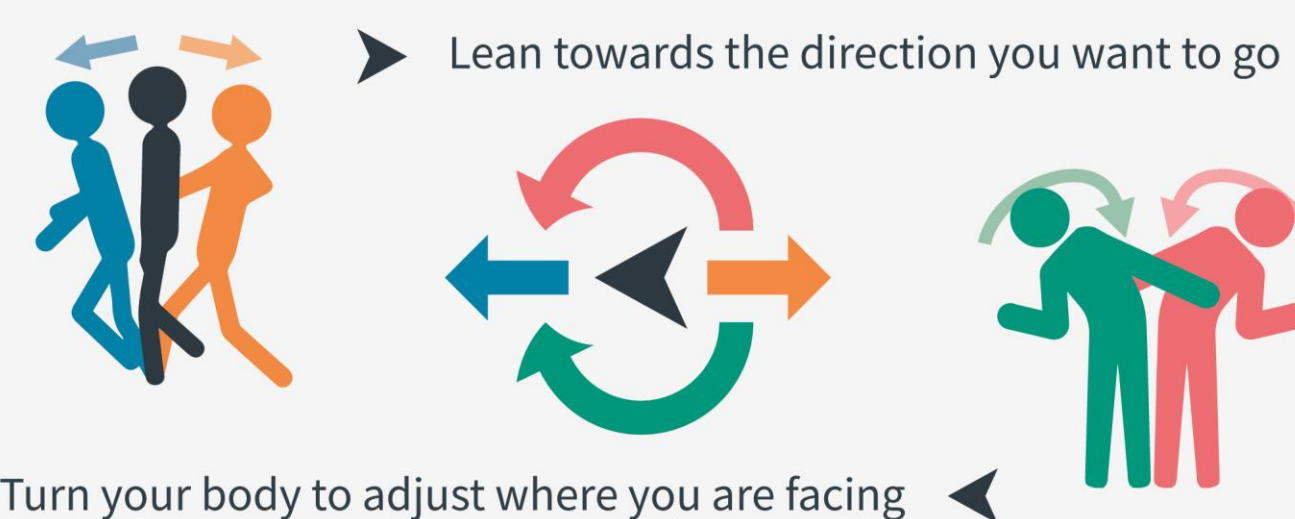 Lean towards the direction you want to go
Turn your body to adjust where you are facing